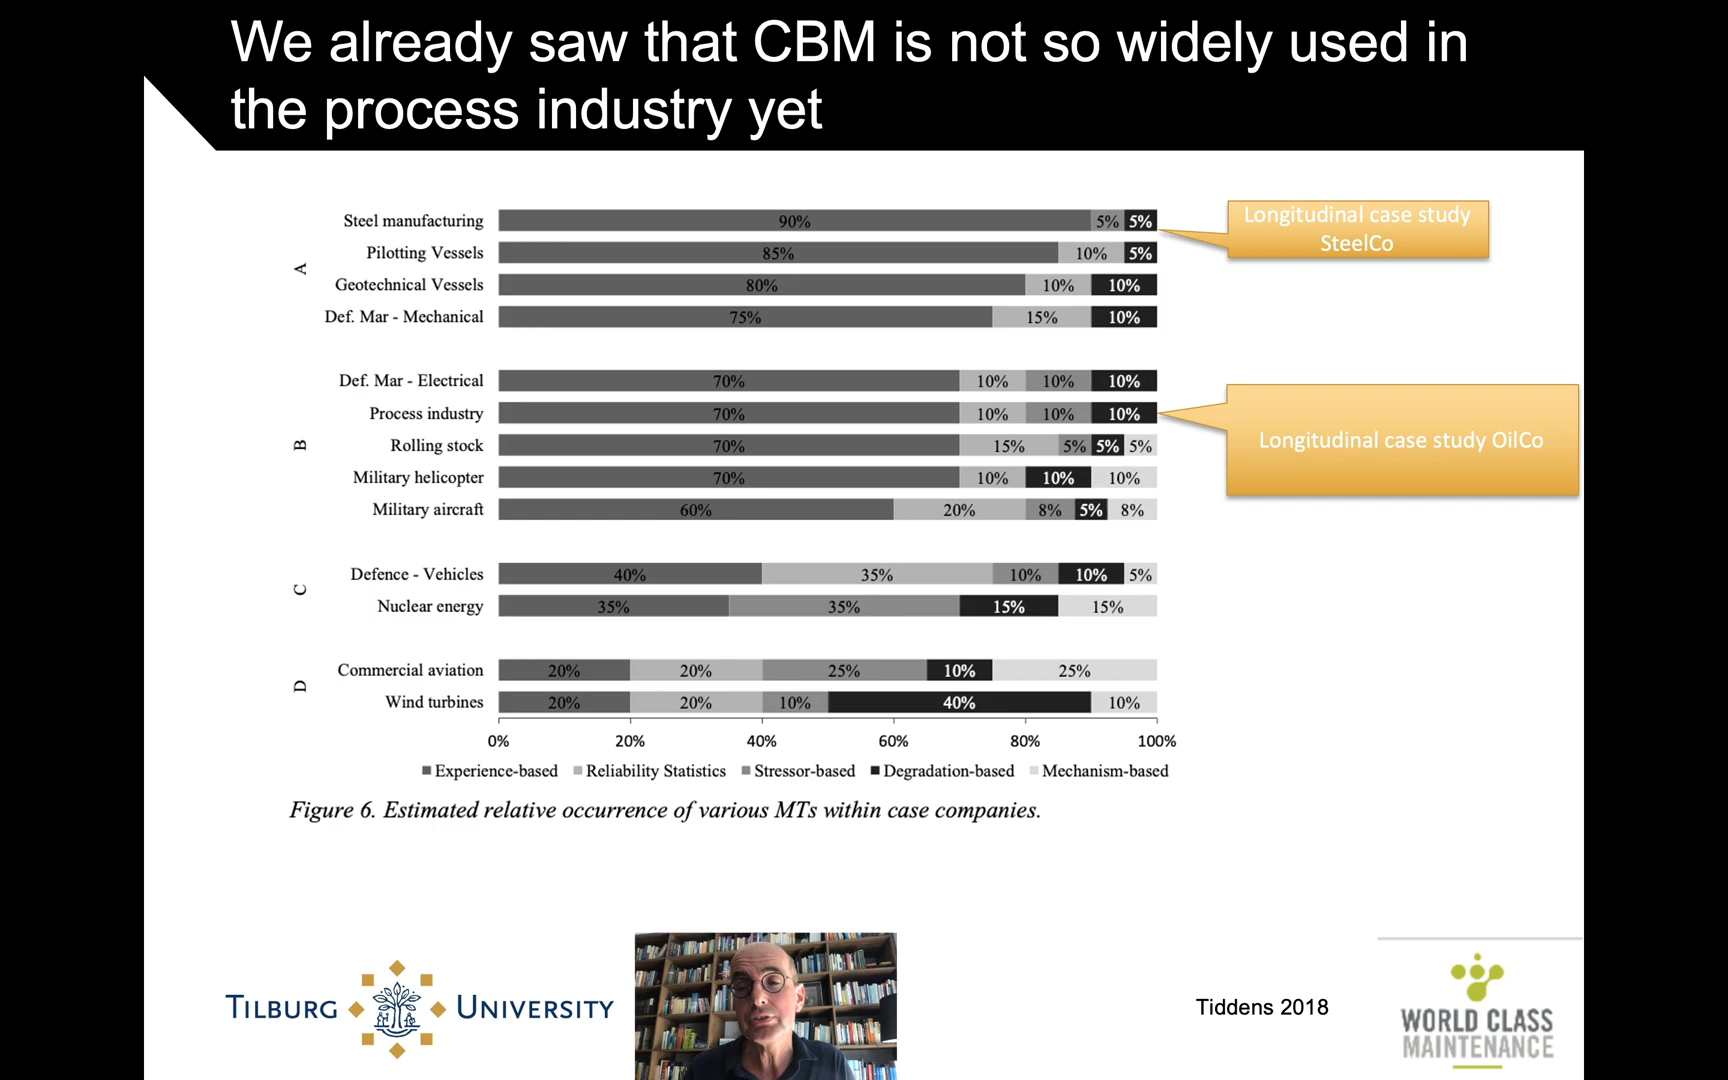 We already saw that CBM is not so widely used in
the process industry yet
A
Steel manufacturing 90% 5% 5%
Pilotting Vessels 85% 10% 5%
Geotechnical Vessels 80% 10% 10%
Def. Mar - Mechanical 75% 15% 10%
Longitudinal case study
SteelCo
B
Def. Mar - Electrical 70% 10% 10% 10%
Process industry 70% 10% 10% 10%
Rolling stock 70% 15% 5% 5% 5%
Military helicopter 70% 10% 10% 10%
Military aircraft 60% 20% 8% 5% 8%
Longitudinal case study OilCo
C
Defence - Vehicles 40% 35% 10% 10% 5%
Nuclear energy 35% 35% 15% 15%
D
Commercial aviation 20% 20% 25% 10% 25%
Wind turbines 20% 20% 10% 40% 10%
0% 20% 40% 60% 80% 100%
Experience-based Reliability Statistics Stressor-based Degradation-based Mechanism-based
Figure 6. Estimated relative occurrence of various MTs within case companies.
TILBURG UNIVERSITY
Tiddens 2018
WORLD CLASS
MAINTENANCE